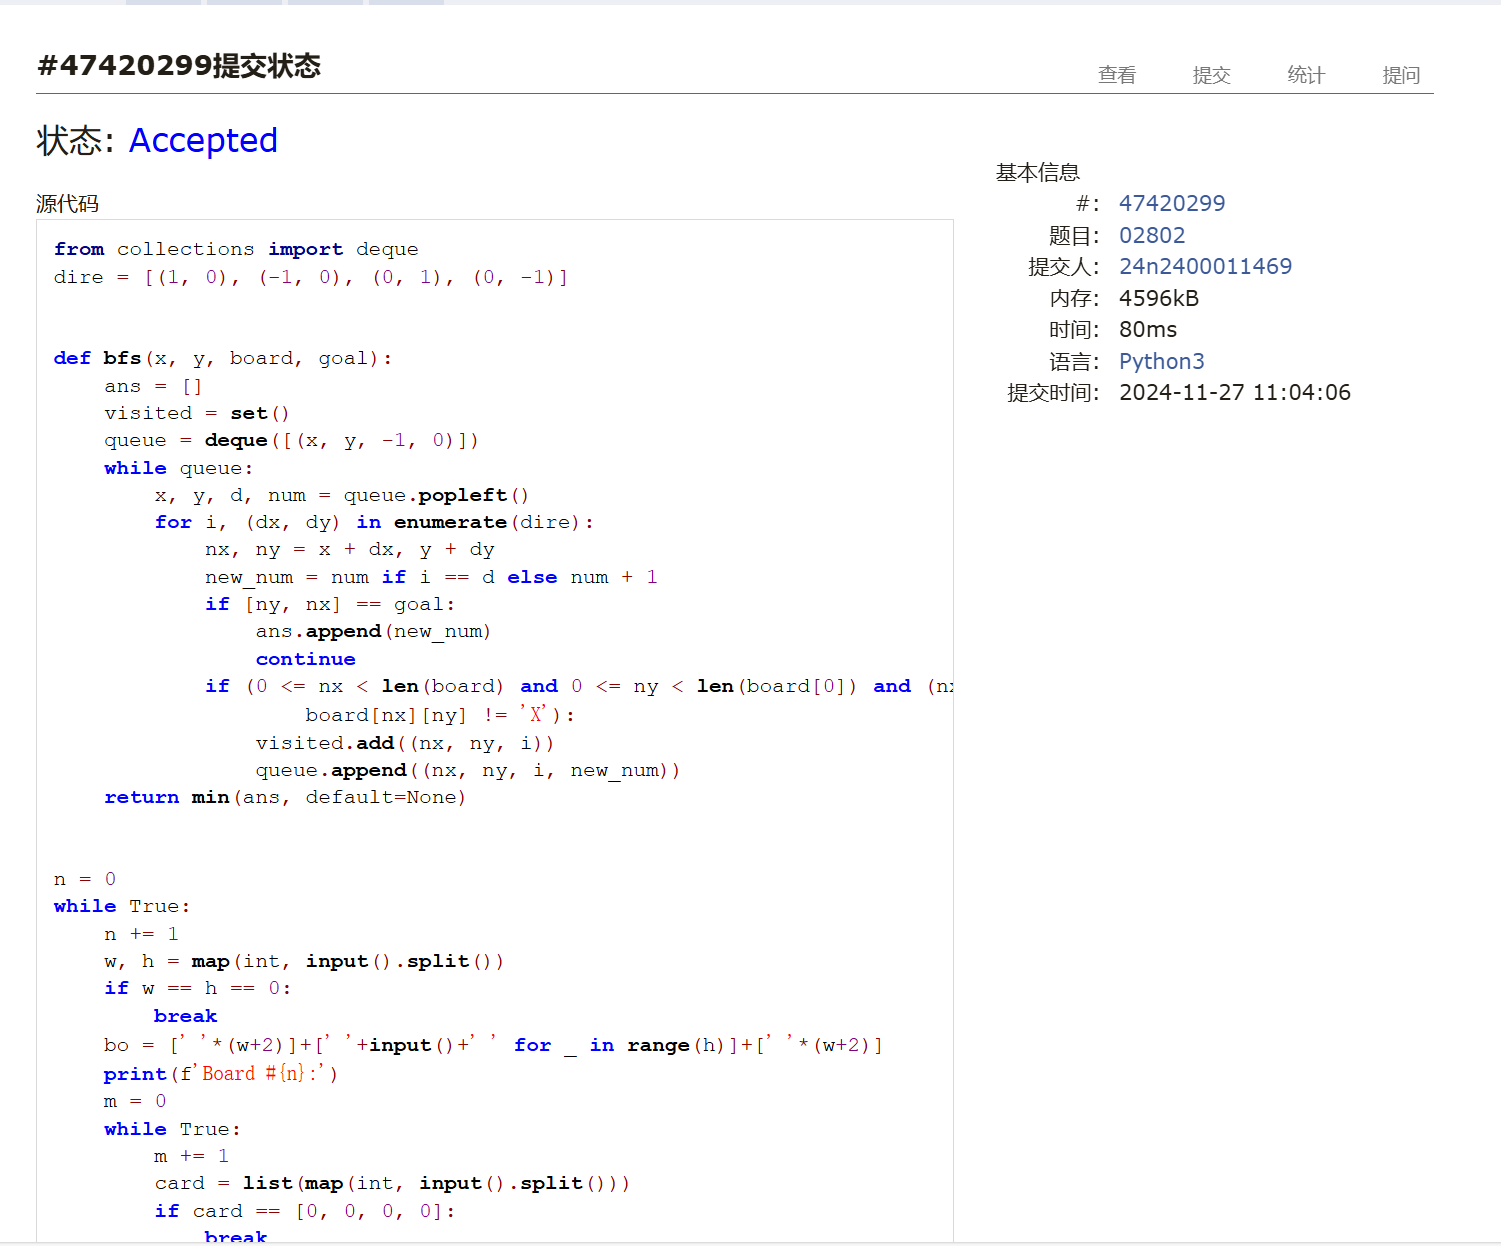 #47420299提交状态
查看 提交 统计 提问
状态: Accepted
源代码
from collections import deque
dire = [(1, 0), (-1, 0), (0, 1), (0, -1)]
def bfs(x, y, board, goal):
    ans = []
    visited = set()
    queue = deque([(x, y, -1, 0)])
    while queue:
        x, y, d, num = queue.popleft()
        for i, (dx, dy) in enumerate(dire):
            nx, ny = x + dx, y + dy
            new_num = num if i == d else num + 1
            if [ny, nx] == goal:
                ans.append(new_num)
                continue
            if (0 <= nx < len(board) and 0 <= ny < len(board[0]) and (nx
                    board[nx][ny] != 'X'):
                visited.add((nx, ny, i))
                queue.append((nx, ny, i, new_num))
    return min(ans, default=None)
n = 0
while True:
    n += 1
    w, h = map(int, input().split())
    if w == h == 0:
        break
    bo = [' '*(w+2)]+[' '+input()+' ' for _ in range(h)]+[' '*(w+2)]
    print(f'Board #{n}:')
    m = 0
    while True:
        m += 1
        card = list(map(int, input().split()))
        if card == [0, 0, 0, 0]:
            break
基本信息
#: 47420299
题目: 02802
提交人: 24n2400011469
内存: 4596kB
时间: 80ms
语言: Python3
提交时间: 2024-11-27 11:04:06